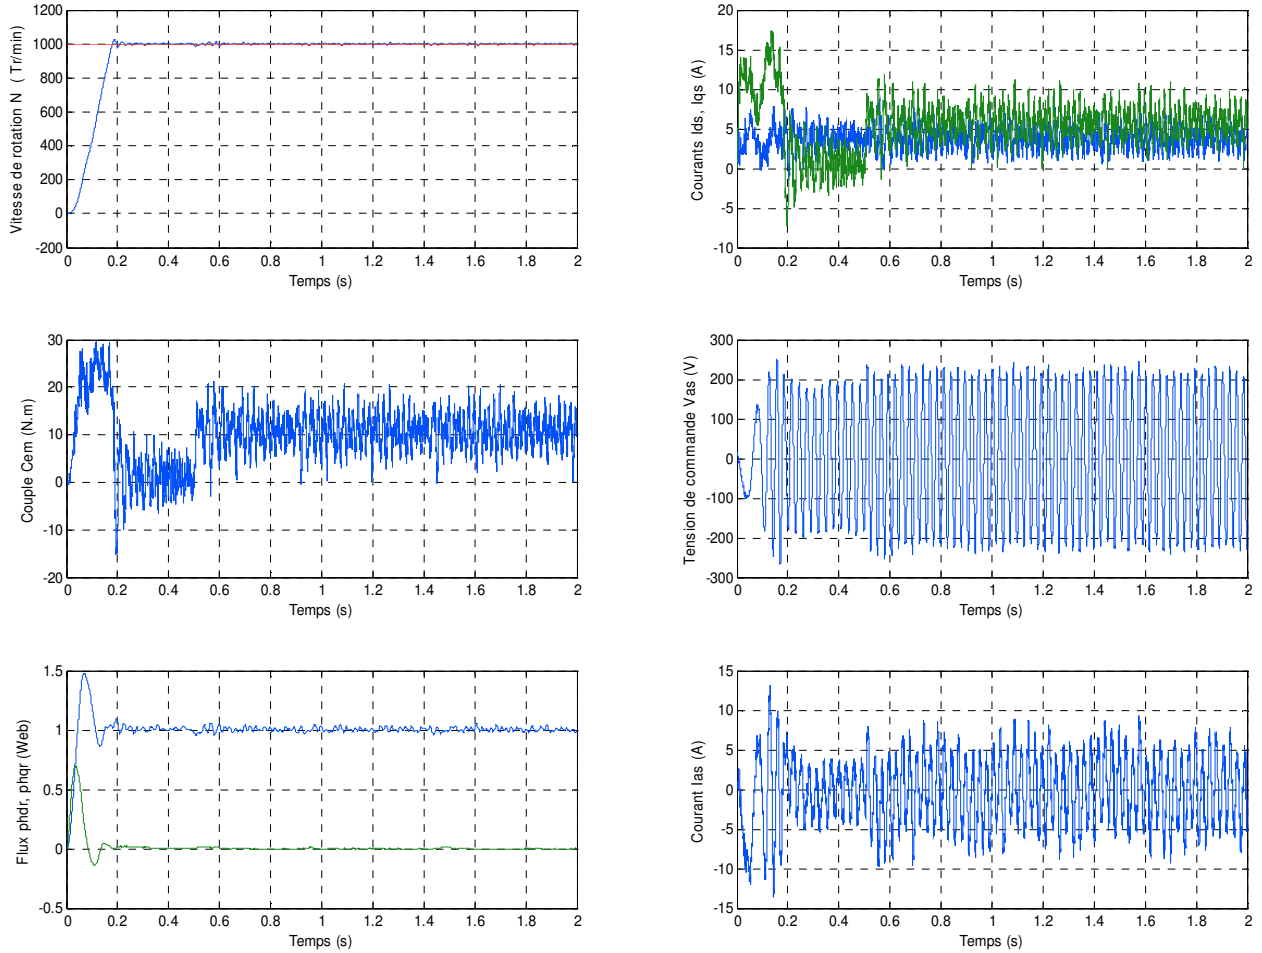 Vitesse de rotation N ( Tr/min)
1200
1000
800
600
400
200
0
-200
0 0.2 0.4 0.6 0.8 1 1.2 1.4 1.6 1.8 2
Temps (s)
Courants Ids, Iqs (A)
20
15
10
5
0
-5
-10
0 0.2 0.4 0.6 0.8 1 1.2 1.4 1.6 1.8 2
Temps (s)
Couple Cem (N.m)
30
20
10
0
-10
-20
0 0.2 0.4 0.6 0.8 1 1.2 1.4 1.6 1.8 2
Temps (s)
Tension de commande Vas (V)
300
200
100
0
-100
-200
-300
0 0.2 0.4 0.6 0.8 1 1.2 1.4 1.6 1.8 2
Temps (s)
Flux phdr, phqr (Web)
1.5
1
0.5
0
-0.5
0 0.2 0.4 0.6 0.8 1 1.2 1.4 1.6 1.8 2
Temps (s)
Courant Ias (A)
15
10
5
0
-5
-10
-15
0 0.2 0.4 0.6 0.8 1 1.2 1.4 1.6 1.8 2
Temps (s)